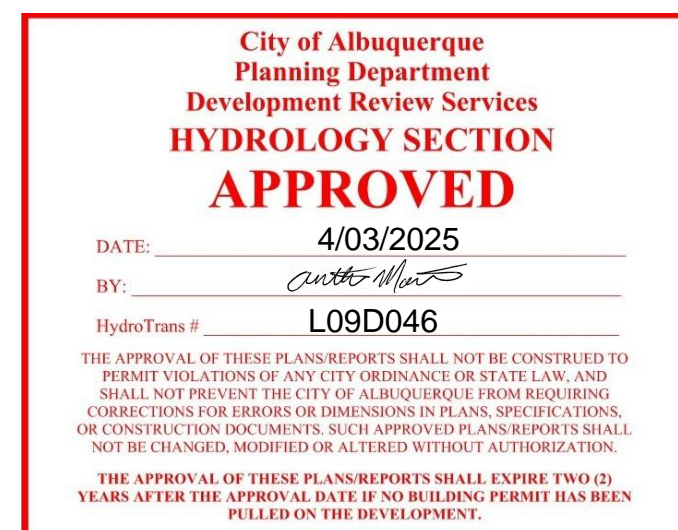 City of Albuquerque
Planning Department
Development Review Services
HYDROLOGY SECTION
APPROVED
DATE: 4/03/2025
BY:
HydroTrans # L09D046
THE APPROVAL OF THESE PLANS/REPORTS SHALL NOT BE CONSTRUED TO
PERMIT VIOLATIONS OF ANY CITY ORDINANCE OR STATE LAW, AND
SHALL NOT PREVENT THE CITY OF ALBUQUERQUE FROM REQUIRING
CORRECTIONS FOR ERRORS OR DIMENSIONS IN PLANS, SPECIFICATIONS,
OR CONSTRUCTION DOCUMENTS. SUCH APPROVED PLANS/REPORTS SHALL
NOT BE CHANGED, MODIFIED OR ALTERED WITHOUT AUTHORIZATION.
THE APPROVAL OF THESE PLANS/REPORTS SHALL EXPIRE TWO (2)
YEARS AFTER THE APPROVAL DATE IF NO BUILDING PERMIT HAS BEEN
PULLED ON THE DEVELOPMENT.